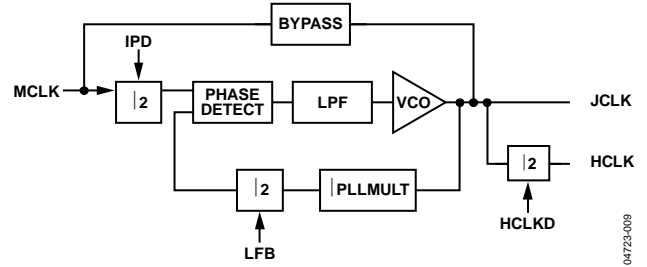 BYPASS
IPD
MCLK
|2
PHASE
DETECT
LPF
VCO
JCLK
|2
|PLLMULT
|2
HCLK
LFB
HCLKD
04723-009